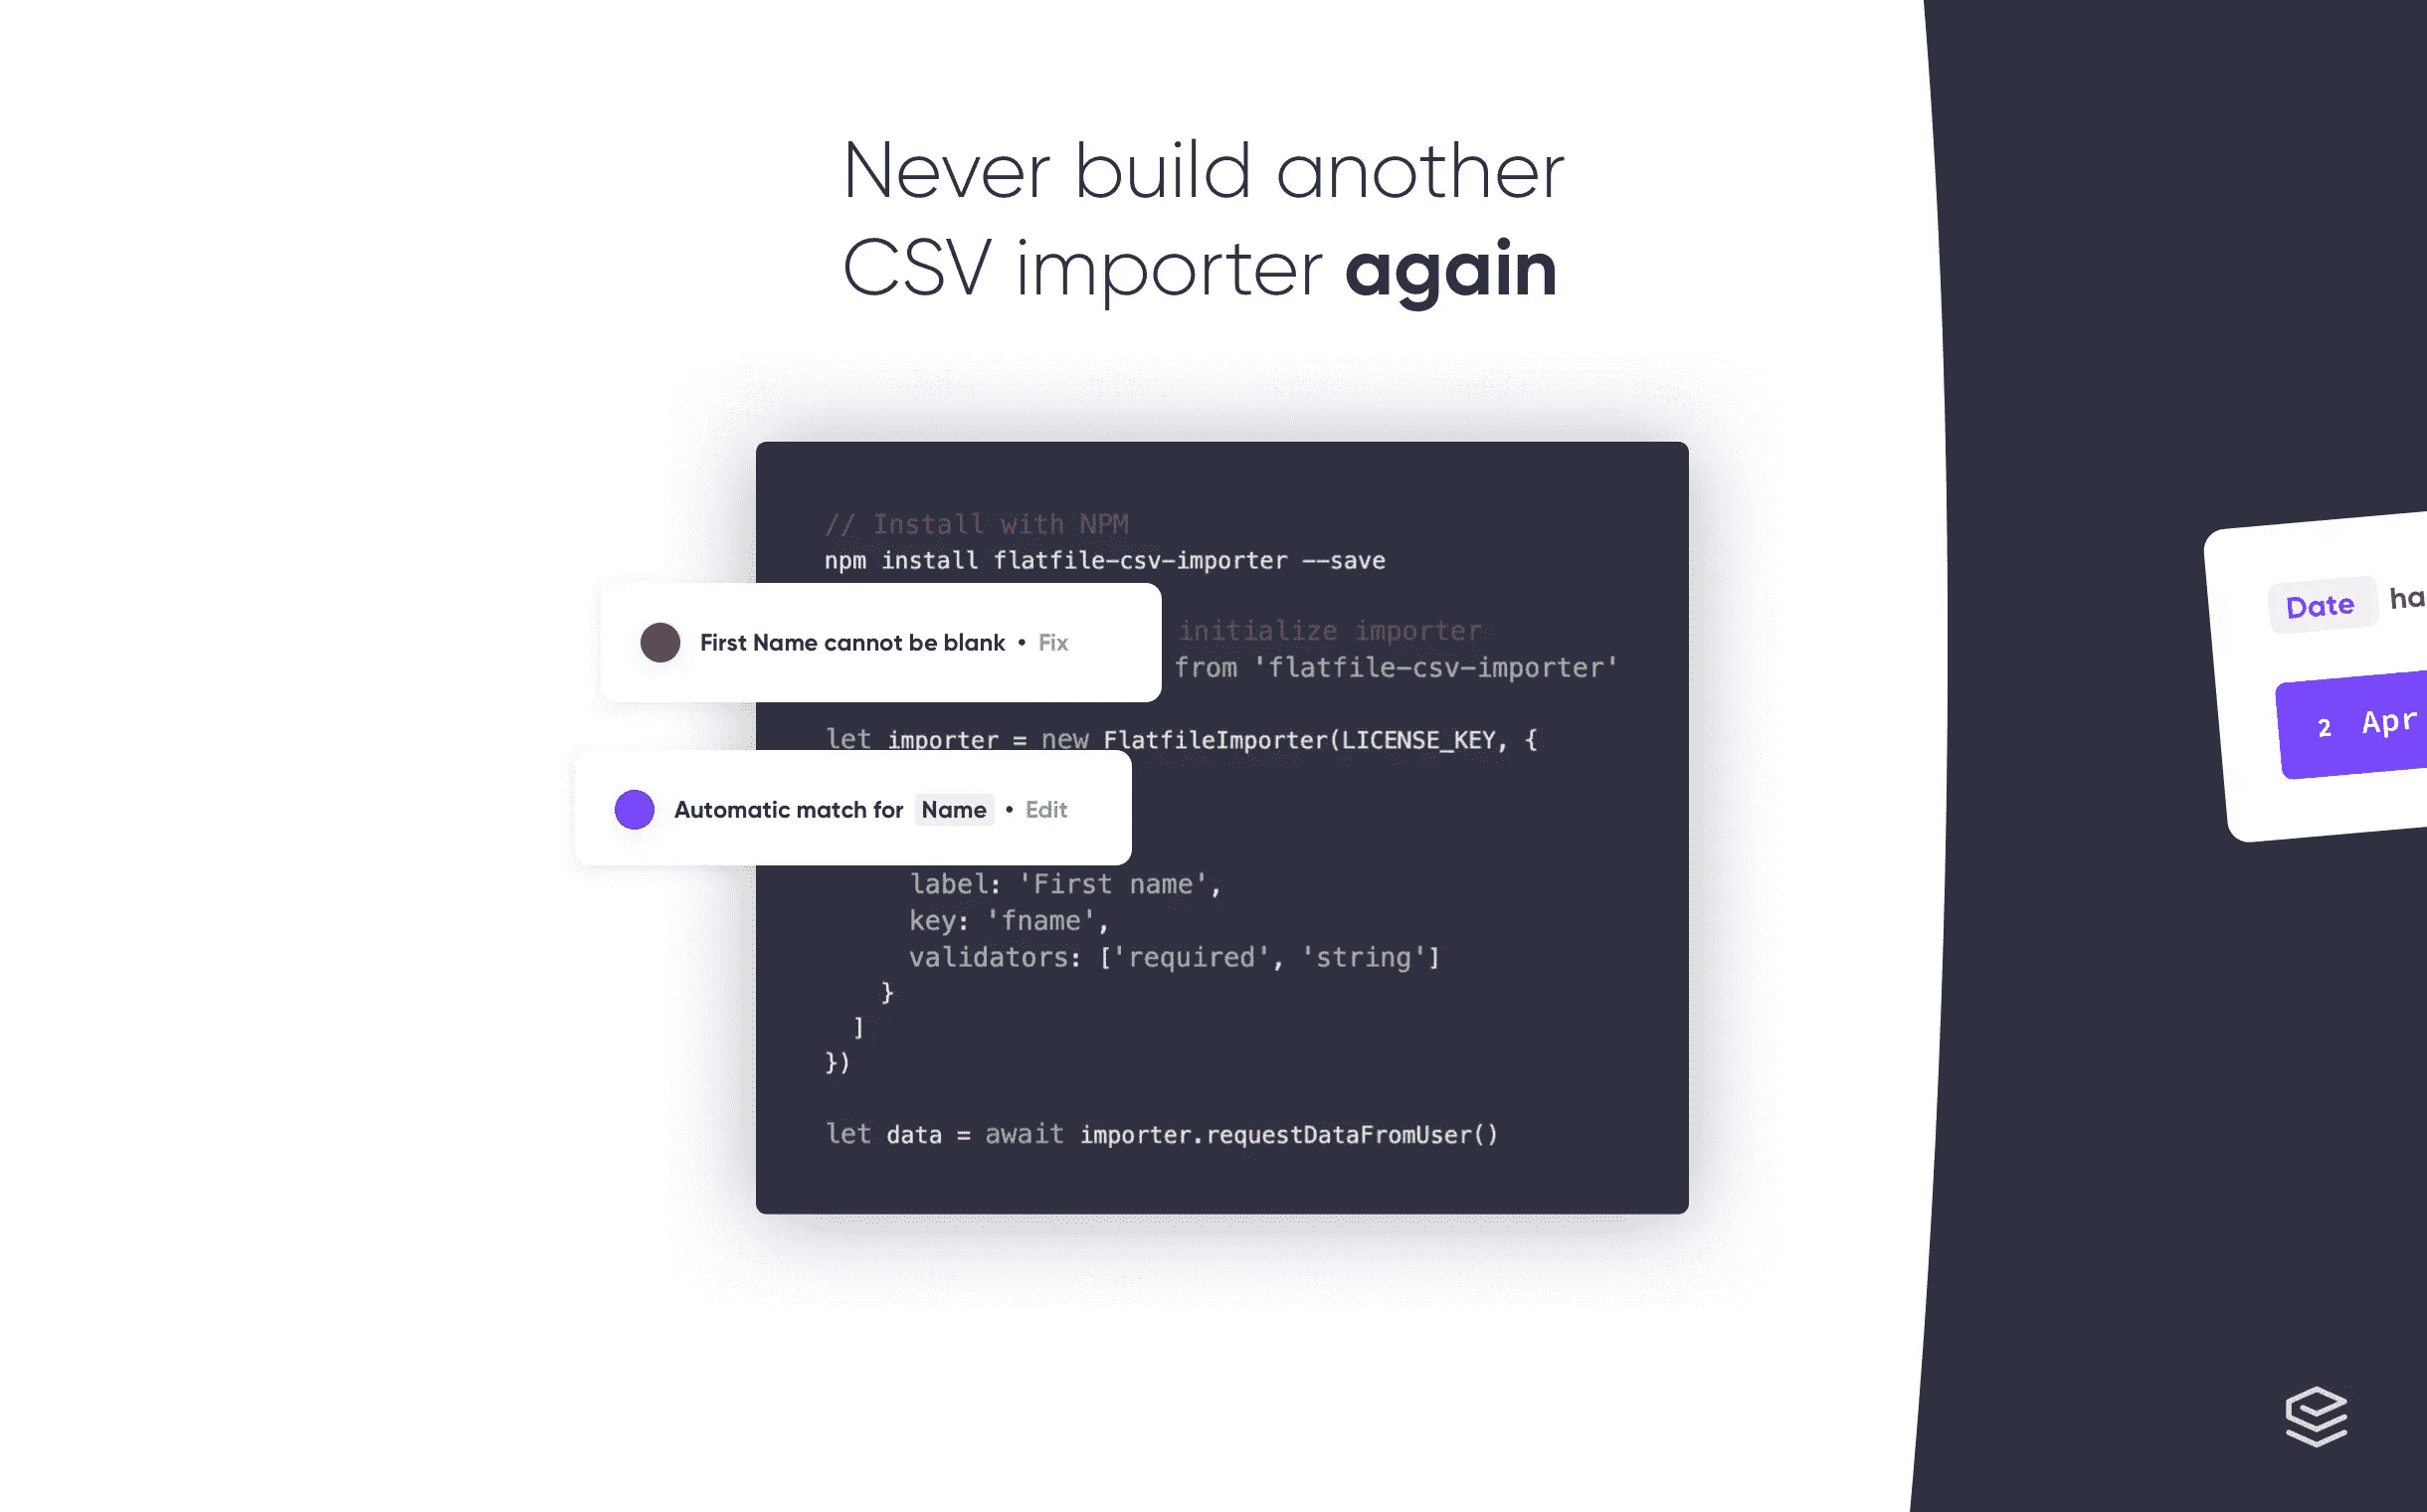 Never build another
CSV importer again
// Install with NPM
npm install flatfile-csv-importer --save
initialize importer
First Name cannot be blank • Fix
from 'flatfile-csv-importer'
let importer = new FlatfileImporter(LICENSE_KEY, {
Automatic match for Name • Edit
label: 'First name',
key: 'fname',
validators: ['required', 'string']
}
]
})
let data = await importer.requestDataFromUser()
Date ha
2 Apr